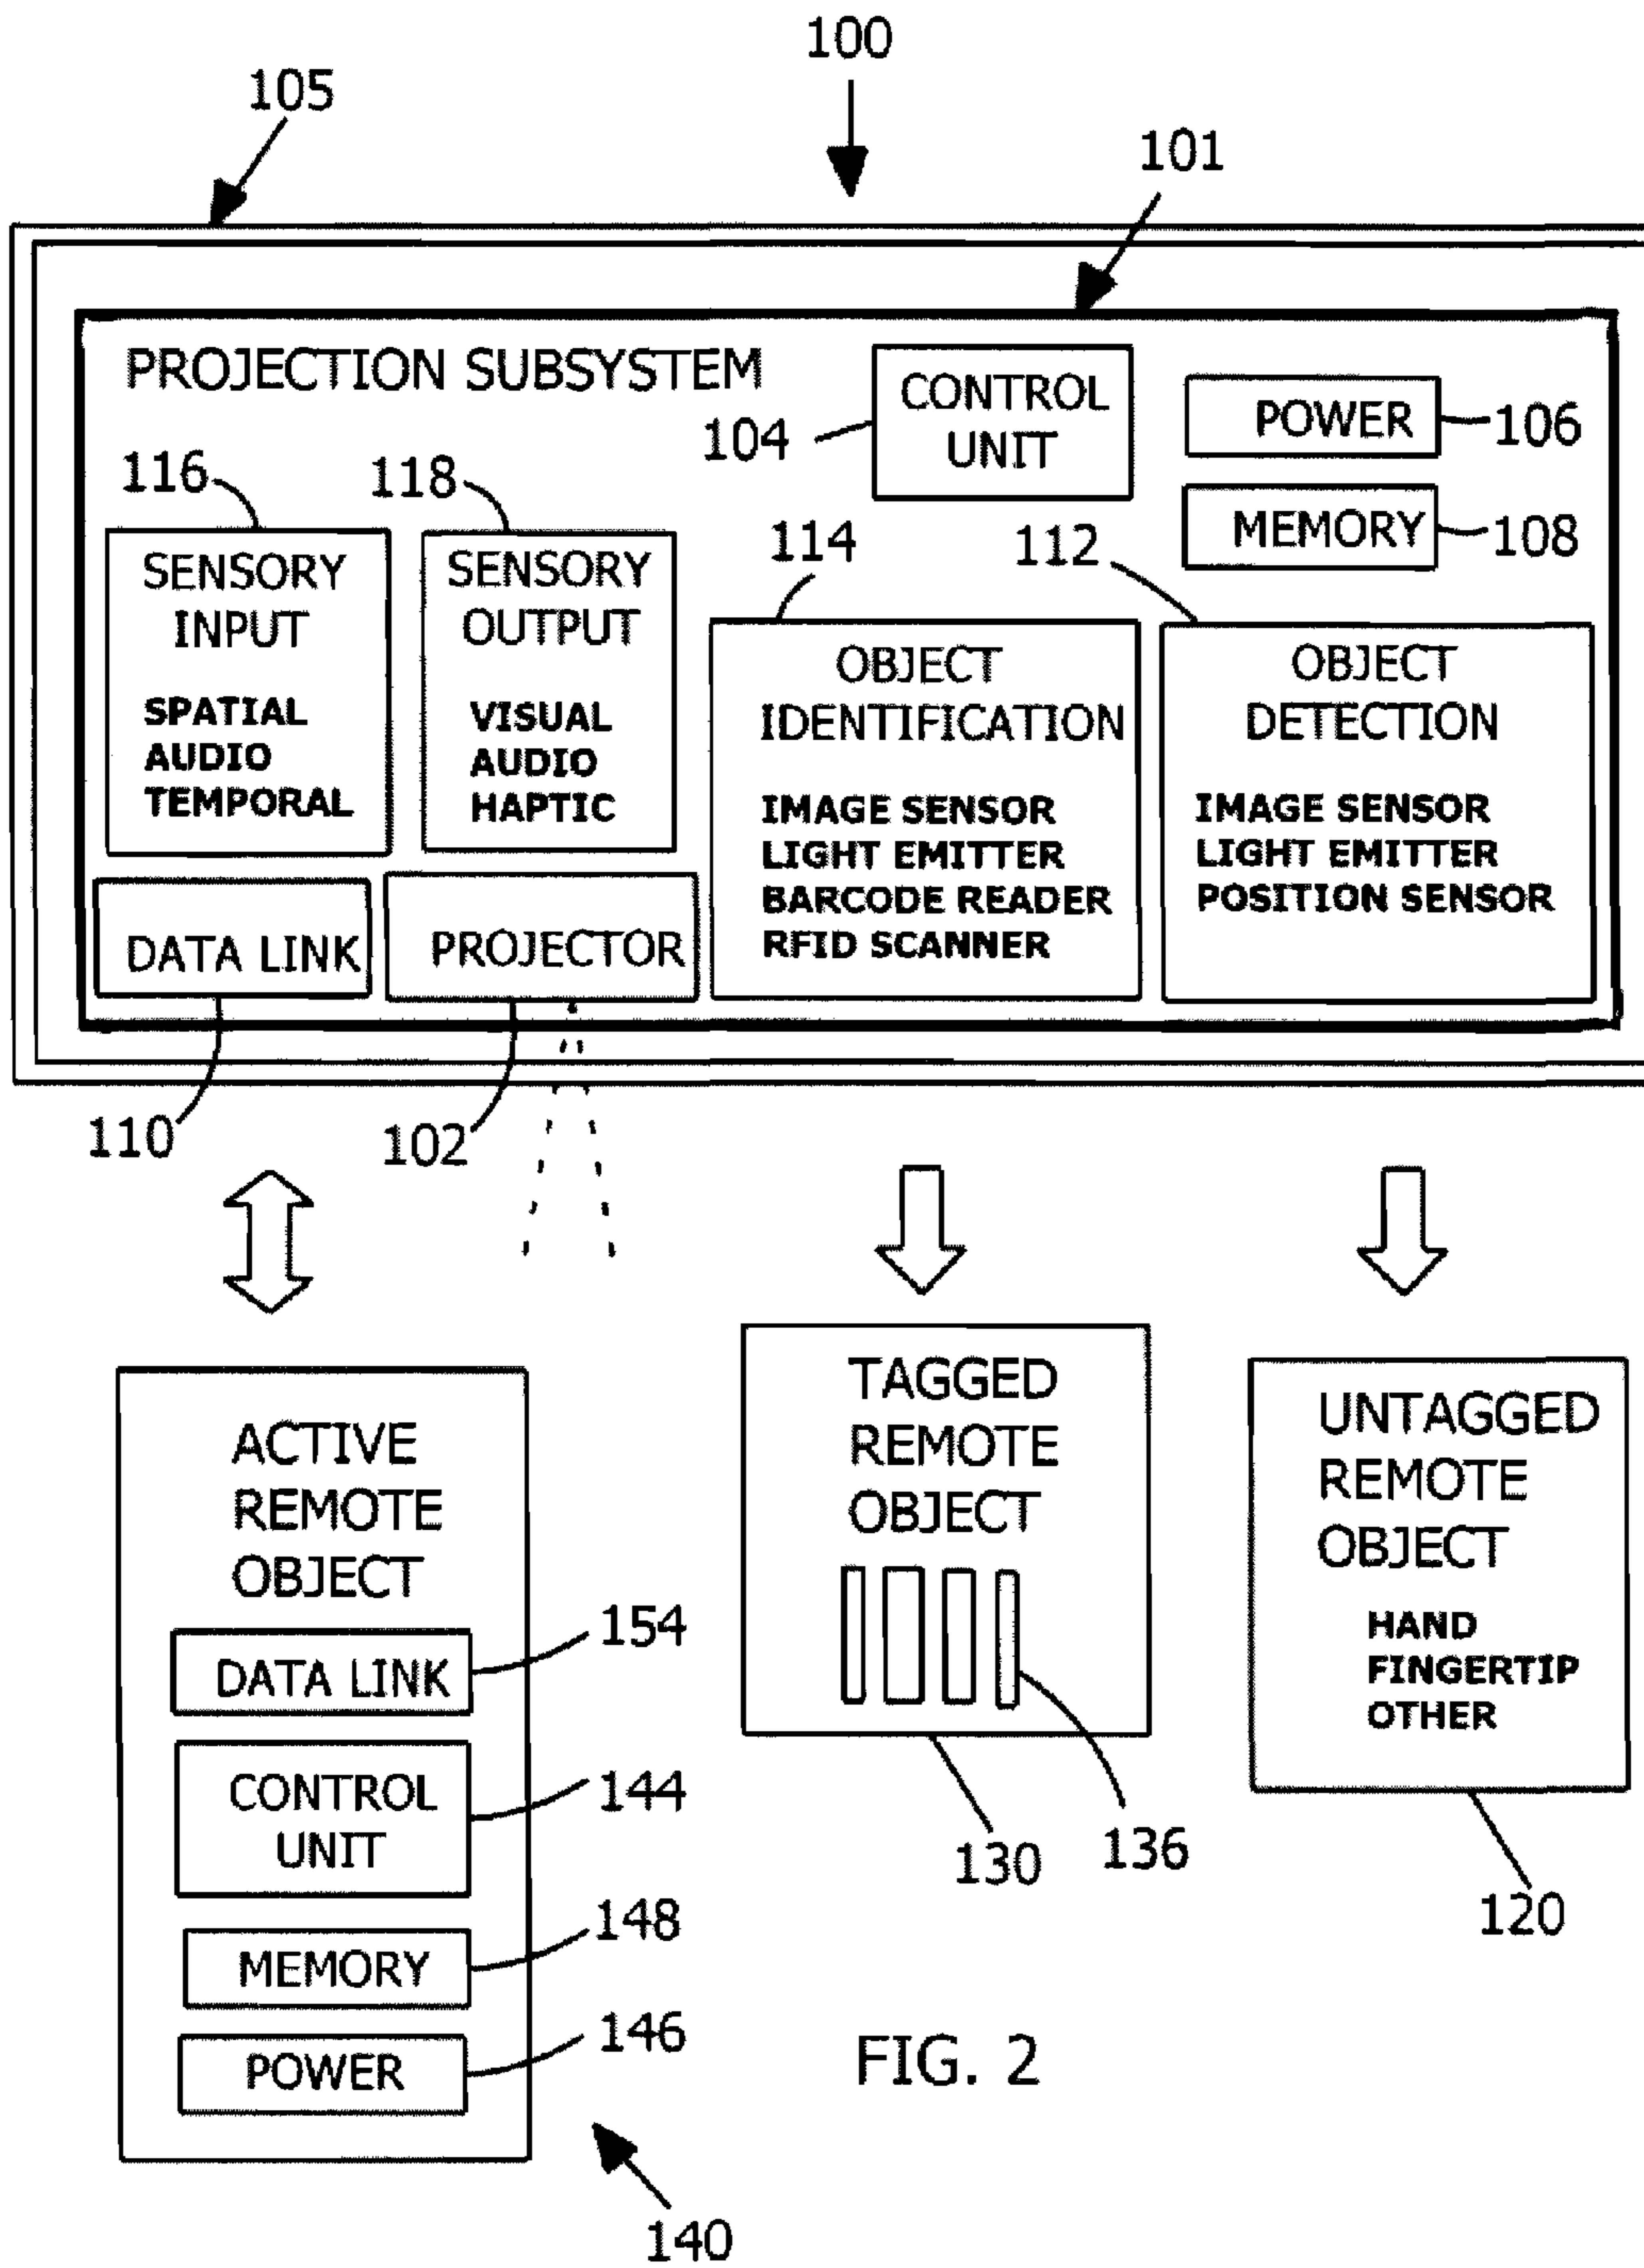 100
105
101
PROJECTION SUBSYSTEM
CONTROL
UNIT
104
POWER
106
MEMORY
108
116
SENSORY
INPUT
SPATIAL
AUDIO
TEMPORAL
118
SENSORY
OUTPUT
VISUAL
AUDIO
HAPTIC
114
OBJECT
IDENTIFICATION
IMAGE SENSOR
LIGHT EMITTER
BARCODE READER
RFID SCANNER
112
OBJECT
DETECTION
IMAGE SENSOR
LIGHT EMITTER
POSITION SENSOR
DATA LINK
PROJECTOR
110
102
ACTIVE
REMOTE
OBJECT
DATA LINK
154
CONTROL
UNIT
144
MEMORY
148
POWER
146
140
TAGGED
REMOTE
OBJECT
130
136
UNTAGGED
REMOTE
OBJECT
HAND
FINGERTIP
OTHER
120
FIG. 2